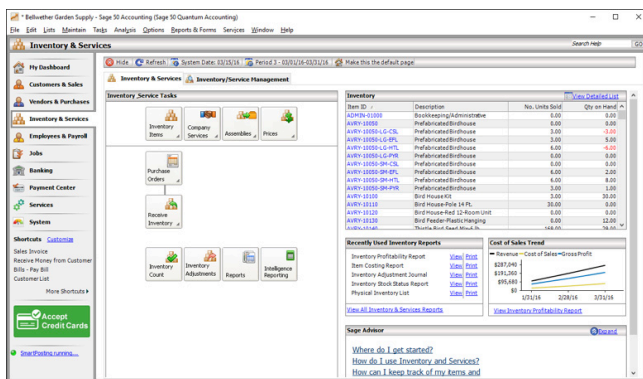 * Bellwether Garden Supply - Sage 50 Accounting (Sage 50 Quantum Accounting)
File Edit Lists Maintain Tasks Analysis Options Reports & Forms Services Window Help
Inventory & Services
Search Help
GO
Hide Refresh System Date: 03/15/16 Period 3 - 03/01/16-03/31/16 Make this the default page
My Dashboard
Customers & Sales
Vendors & Purchases
Inventory & Services
Employees & Payroll
Jobs
Banking
Payment Center
Services
System
Shortcuts Customize
Sales Invoice
Receive Money from Customer
Bills - Pay Bill
Customer List
More Shortcuts
Accept Credit Cards
SmartPosting running....
Inventory & Services Inventory/Service Management
Inventory_Service Tasks
Inventory Items
Company Services
Assemblies
Prices
Purchase Orders
Receive Inventory
Inventory Count
Inventory Adjustments
Reports
Intelligence Reporting
Inventory
View Detailed List
Item ID Description No. Units Sold Qty on Hand
ADMIN-01000 Bookkeeping/Administrative 0.00 0.00
AVRY-10050 Prefabricated Birdhouse 0.00 0.00
AVRY-10050-LG-CSL Prefabricated Birdhouse 3.00 -3.00
AVRY-10050-LG-EFL Prefabricated Birdhouse 3.00 5.00
AVRY-10050-LG-HTL Prefabricated Birdhouse 6.00 -6.00
AVRY-10050-LG-PYR Prefabricated Birdhouse 0.00 0.00
AVRY-10050-SM-CSL Prefabricated Birdhouse 0.00 0.00
AVRY-10050-SM-EFL Prefabricated Birdhouse 6.00 2.00
AVRY-10050-SM-HTL Prefabricated Birdhouse 6.00 8.00
AVRY-10050-SM-PYR Prefabricated Birdhouse 3.00 1.00
AVRY-10100 Bird House Kit 3.00 30.00
AVRY-10110 Bird House-Pole 14 Ft. 30.00 0.00
AVRY-10120 Bird House-Red 12-Room Unit 0.00 0.00
AVRY-10130 Bird Feeder-Plastic Hanging 0.00 12.00
AVRY-10140 Thistle Bird Seed
Recently Used Inventory Reports
Inventory Profitability Report View Print
Item Costing Report View Print
Inventory Adjustment Journal View Print
Inventory Stock Status Report View Print
Physical Inventory List View Print
View All Inventory & Services Reports
Cost of Sales Trend
Revenue Cost of Sales Gross Profit
$287,040
$191,360
$95,680
$0
1/31/16 2/28/16 3/31/16
View Inventory Profitability Report
Sage Advisor
Expand
Where do I get started?
How do I use Inventory and Services?
How can I keep track of my items and